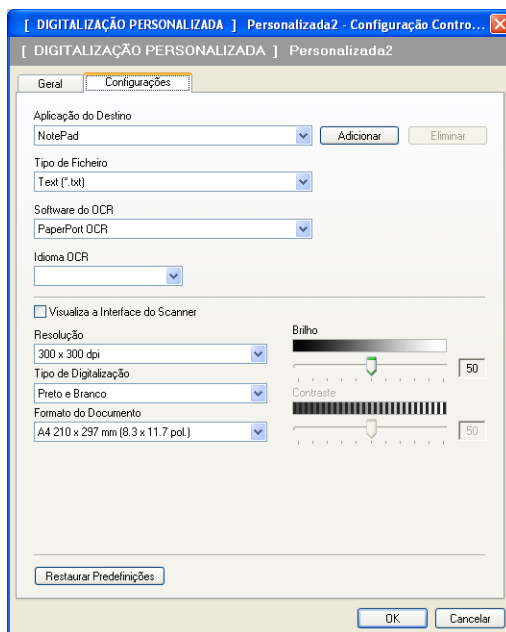 [ DIGITALIZAÇÃO PERSONALIZADA ] Personalizada2 - Configuração Contro...
[ DIGITALIZAÇÃO PERSONALIZADA ] Personalizada2
Geral Configurações
Aplicação do Destino
NotePad Adicionar Eliminar
Tipo de Ficheiro
Text (*.txt)
Software do OCR
PaperPort OCR
Idioma OCR
Visualiza a Interface do Scanner
Resolução Brilho
300 x 300 dpi 50
Tipo de Digitalização
Preto e Branco Contraste
Formato do Documento
A4 210 x 297 mm (8.3 x 11.7 pol.) 50
Restaurar Predefinições
OK Cancelar